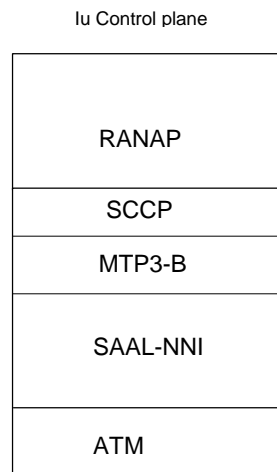 Iu Control plane
RANAP
SCCP
MTP3-B
SAAL-NNI
ATM